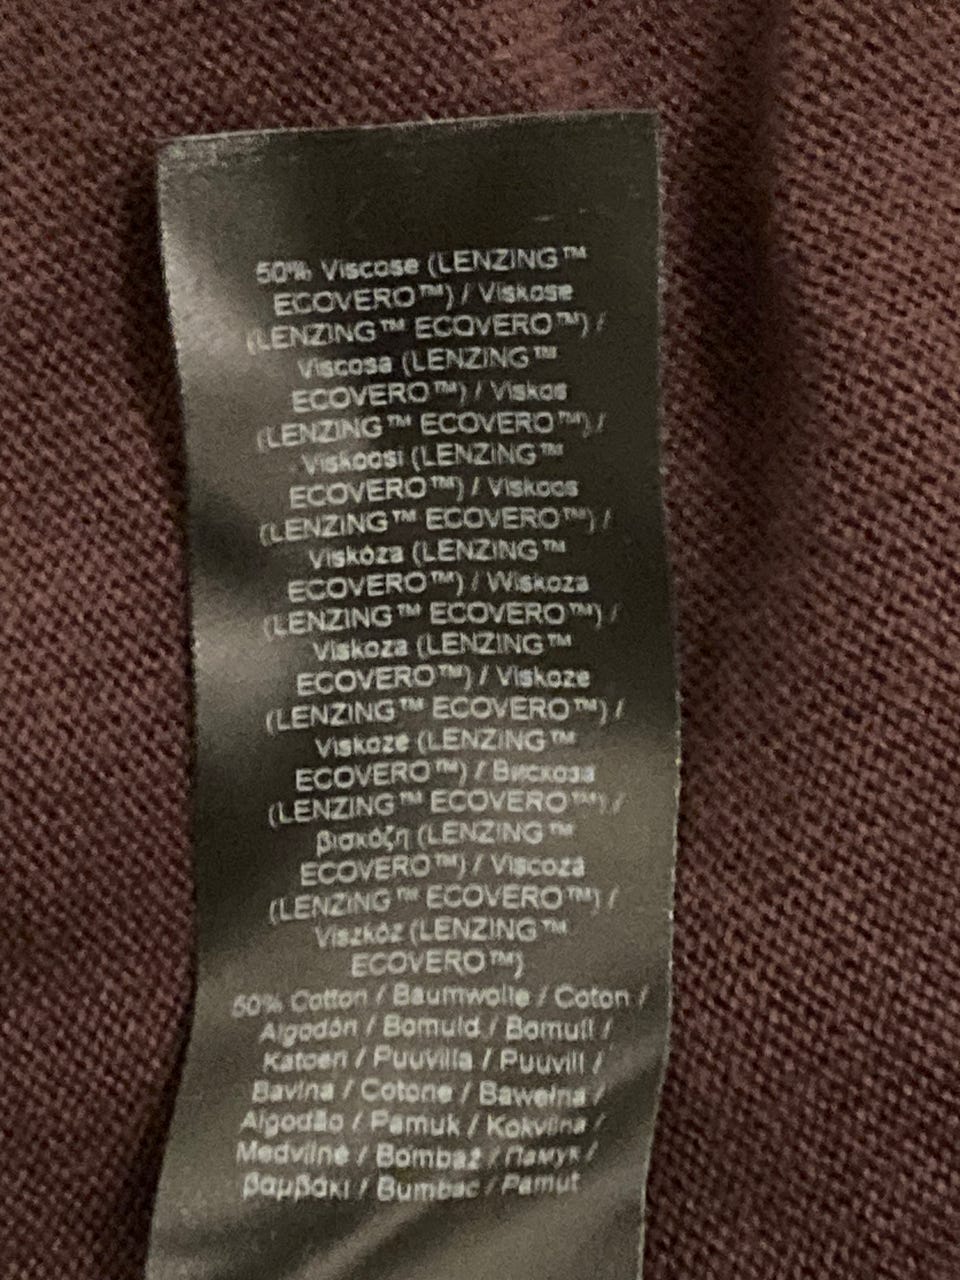 50% Viscose (LENZING™
ECOVERO™) / Viskose
(LENZING™ ECOVERO™) /
Viscosa (LENZING™
ECOVERO™) / Viskos
(LENZING™ ECOVERO™) /
Viskoosi (LENZING™
ECOVERO™) / Viskoos
(LENZING™ ECOVERO™) /
Viskóza (LENZING™
ECOVERO™) / Wiskoza
(LENZING™ ECOVERO™) /
Viskoza (LENZING™
ECOVERO™) / Viskoze
(LENZING™ ECOVERO™) /
Viskozė (LENZING™
ECOVERO™) / Вискоза
(LENZING™ ECOVERO™) /
βισκόζη (LENZING™
ECOVERO™) / Viscoză
(LENZING™ ECOVERO™) /
Viszkóz (LENZING™
ECOVERO™)
50% Cotton / Baumwolle / Coton /
Algodón / Bomuld / Bomull /
Katoen / Puuvilla / Puuvill /
Bavlna / Cotone / Bawełna /
Algodão / Pamuk / Kokvilna /
Medvilnė / Bombaž / Памук /
βαμβάκι / Bumbac / Pamut